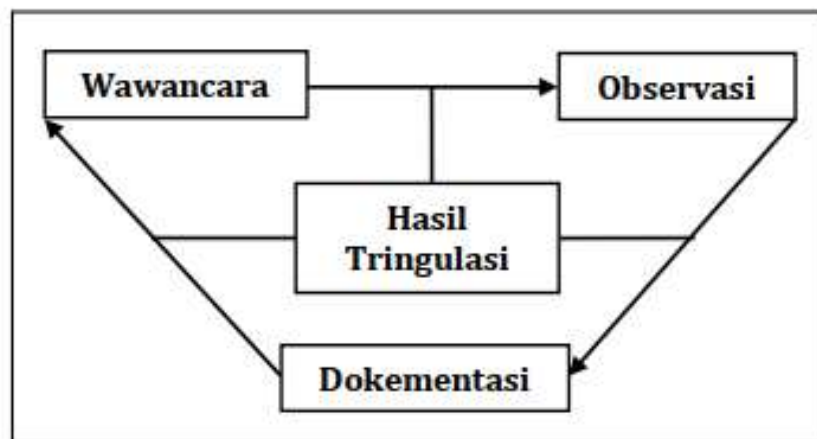 Wawancara
Observasi
Hasil
Tringulasi
Dokementasi